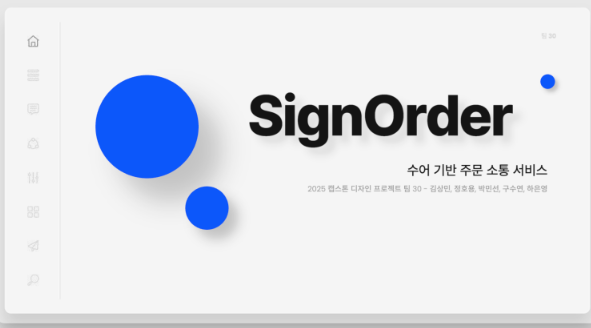 팀 30
SignOrder
수어 기반 주문 소통 서비스
2025 캡스톤 디자인 프로젝트 팀 30 - 김상민, 정호용, 박민선, 구수연, 하은영